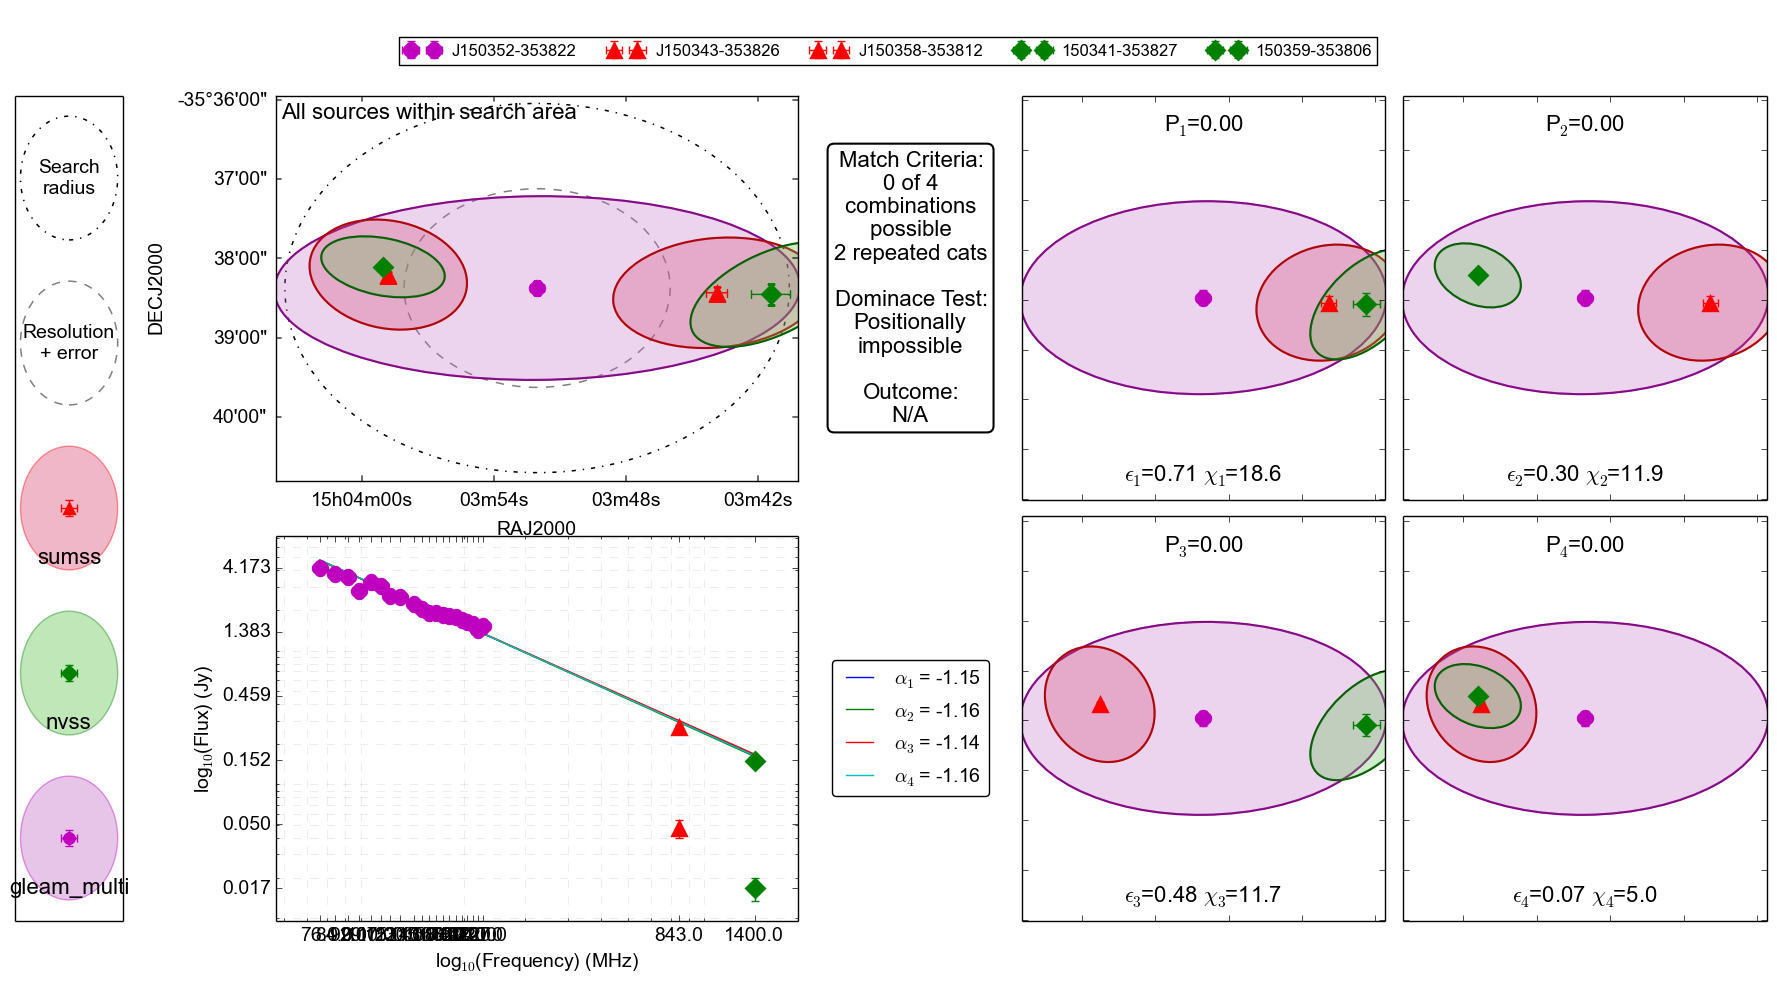 J150352-353822 J150343-353826 J150358-353812 150341-353827 150359-353806
Search
radius
Resolution
+ error
sumss
nvss
gleam_multi
All sources within search area
DECJ2000
-35°36'00"
37'00"
38'00"
39'00"
40'00"
15h04m00s 03m54s 03m48s 03m42s
RAJ2000
Match Criteria:
0 of 4
combinations
possible
2 repeated cats
Dominace Test:
Positionally
impossible
Outcome:
N/A
P1=0.00
ϵ1=0.71 χ1=18.6
P2=0.00
ϵ2=0.30 χ2=11.9
log10(Flux) (Jy)
4.173
1.383
0.459
0.152
0.050
0.017
843.0 1400.0
log10(Frequency) (MHz)
α1 = -1.15
α2 = -1.16
α3 = -1.14
α4 = -1.16
P3=0.00
ϵ3=0.48 χ3=11.7
P4=0.00
ϵ4=0.07 χ4=5.0